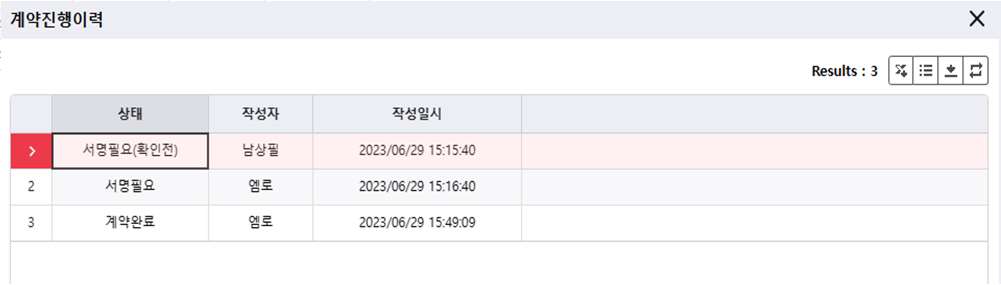 계약진행이력
Results : 3
상태 작성자 작성일시
서명필요(확인전) 남상필 2023/06/29 15:15:40
2 서명필요 엠로 2023/06/29 15:16:40
3 계약완료 엠로 2023/06/29 15:49:09